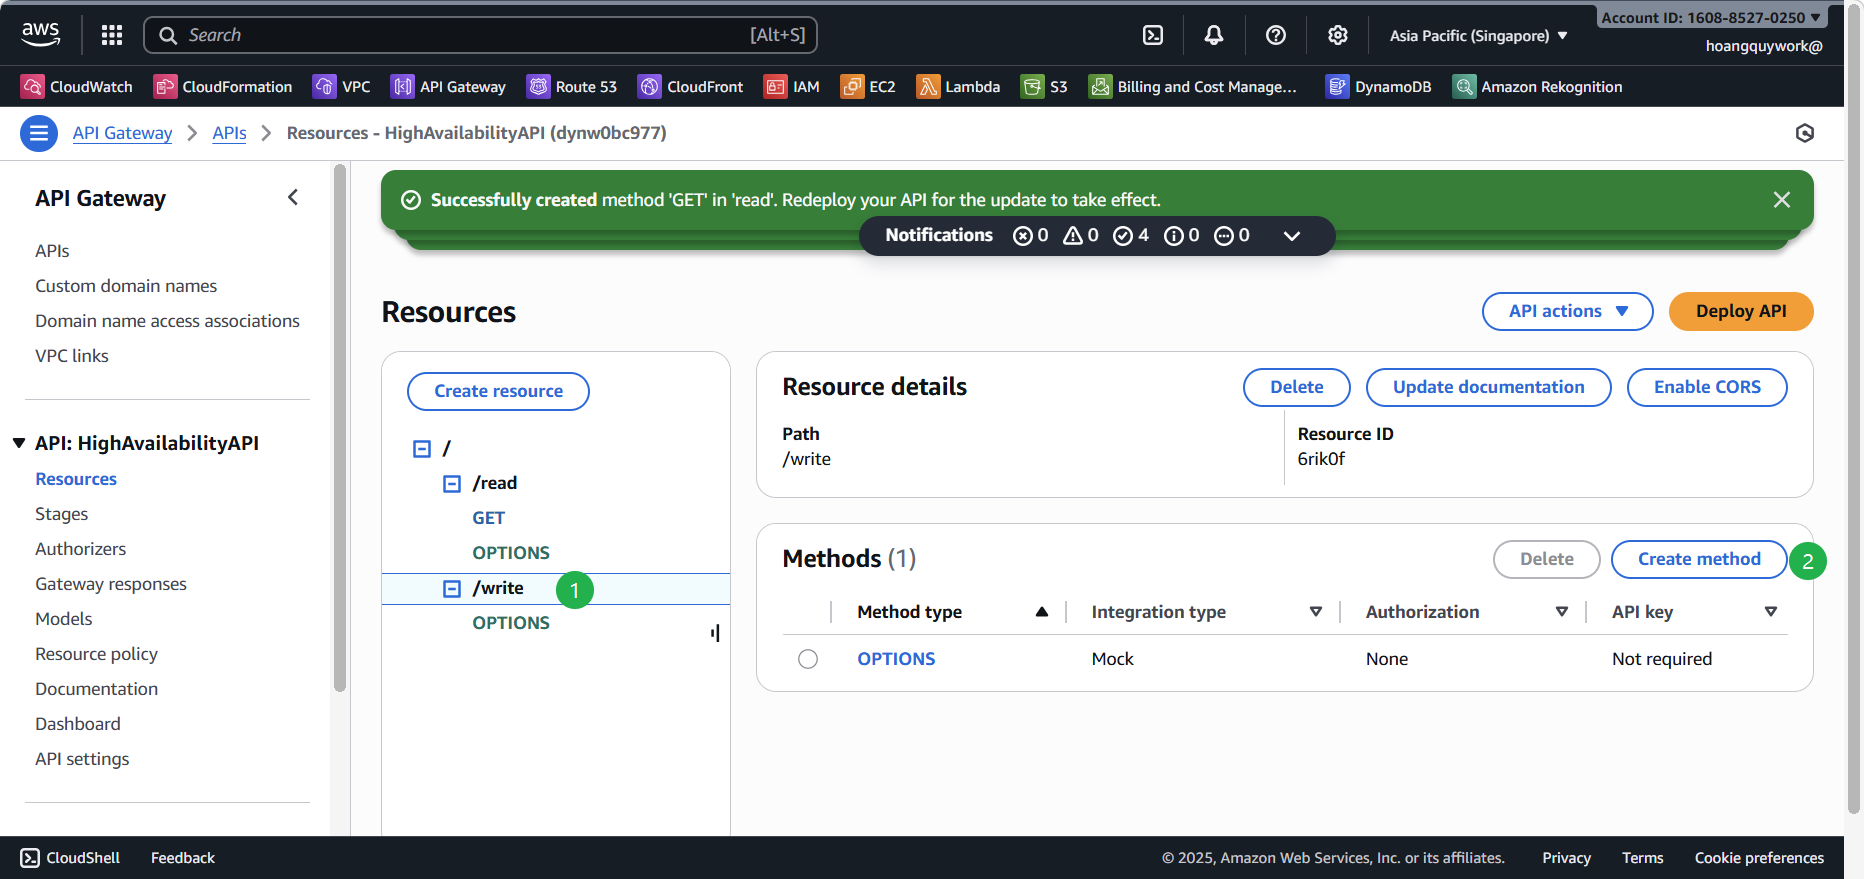 aws
Search
[Alt+S]
Asia Pacific (Singapore)
Account ID: 1608-8527-0250
hoangquywork@
CloudWatch
CloudFormation
VPC
API Gateway
Route 53
CloudFront
IAM
EC2
Lambda
S3
Billing and Cost Manage...
DynamoDB
Amazon Rekognition
API Gateway
APIs
Resources - HighAvailabilityAPI (dynw0bc977)
API Gateway
APIs
Custom domain names
Domain name access associations
VPC links
API: HighAvailabilityAPI
Resources
Stages
Authorizers
Gateway responses
Models
Resource policy
Documentation
Dashboard
API settings
Successfully created method 'GET' in 'read'. Redeploy your API for the update to take effect.
Notifications 0 0 4 0 0
Resources
API actions
Deploy API
Create resource
/
/read
GET
OPTIONS
/write 1
OPTIONS
Resource details
Delete
Update documentation
Enable CORS
Path
/write
Resource ID
6rik0f
Methods (1)
Delete
Create method 2
Method type Integration type Authorization API key
OPTIONS Mock None Not required
CloudShell
Feedback
© 2025, Amazon Web Services, Inc. or its affiliates.
Privacy
Terms
Cookie preferences